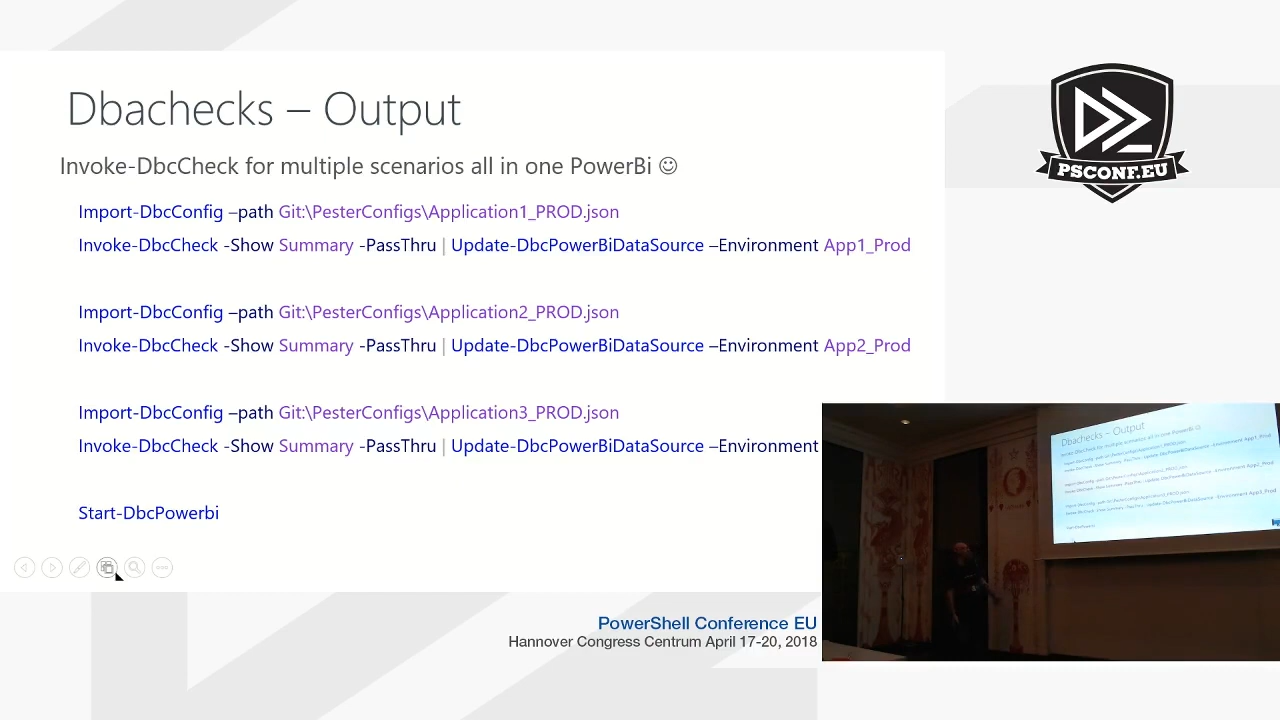 Dbachecks – Output
Invoke-DbcCheck for multiple scenarios all in one PowerBi ☺
Import-DbcConfig –path Git:\PesterConfigs\Application1_PROD.json
Invoke-DbcCheck -Show Summary -PassThru | Update-DbcPowerBiDataSource –Environment App1_Prod
Import-DbcConfig –path Git:\PesterConfigs\Application2_PROD.json
Invoke-DbcCheck -Show Summary -PassThru | Update-DbcPowerBiDataSource –Environment App2_Prod
Import-DbcConfig –path Git:\PesterConfigs\Application3_PROD.json
Invoke-DbcCheck -Show Summary -PassThru | Update-DbcPowerBiDataSource –Environment
Start-DbcPowerbi
PSCONF.EU
PowerShell Conference EU
Hannover Congress Centrum April 17-20, 2018
Dbachecks – Output